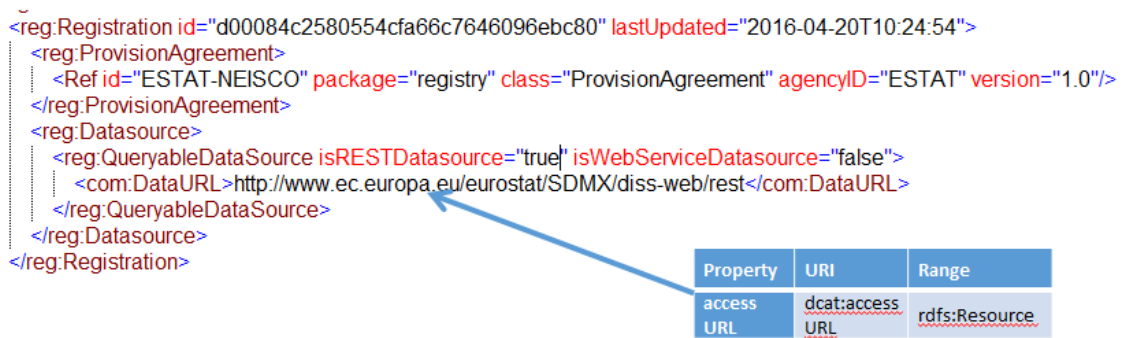 <reg:Registration id="d00084c2580554cfa66c7646096ebc80" lastUpdated="2016-04-20T10:24:54">
<reg:ProvisionAgreement>
<Ref id="ESTAT-NEISCO" package="registry" class="ProvisionAgreement" agencyID="ESTAT" version="1.0"/>
</reg:ProvisionAgreement>
<reg:Datasource>
<reg:QueryableDataSource isRESTDatasource="true" isWebServiceDatasource="false">
<com:DataURL>http://www.ec.europa.eu/eurostat/SDMX/diss-web/rest</com:DataURL>
</reg:QueryableDataSource>
</reg:Datasource>
</reg:Registration>
Property URI Range
access URL dcat:access URL rdfs:Resource